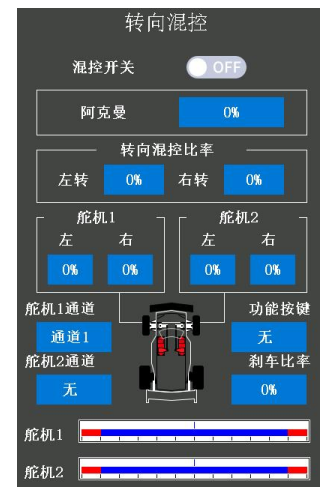 转向混控
混控开关 OFF
阿克曼 0%
转向混控比率
左转 0% 右转 0%
舵机1 舵机2
左 右 左 右
0% 0% 0% 0%
舵机1通道 功能按键
通道1 无
舵机2通道 刹车比率
无 0%
舵机1
舵机2